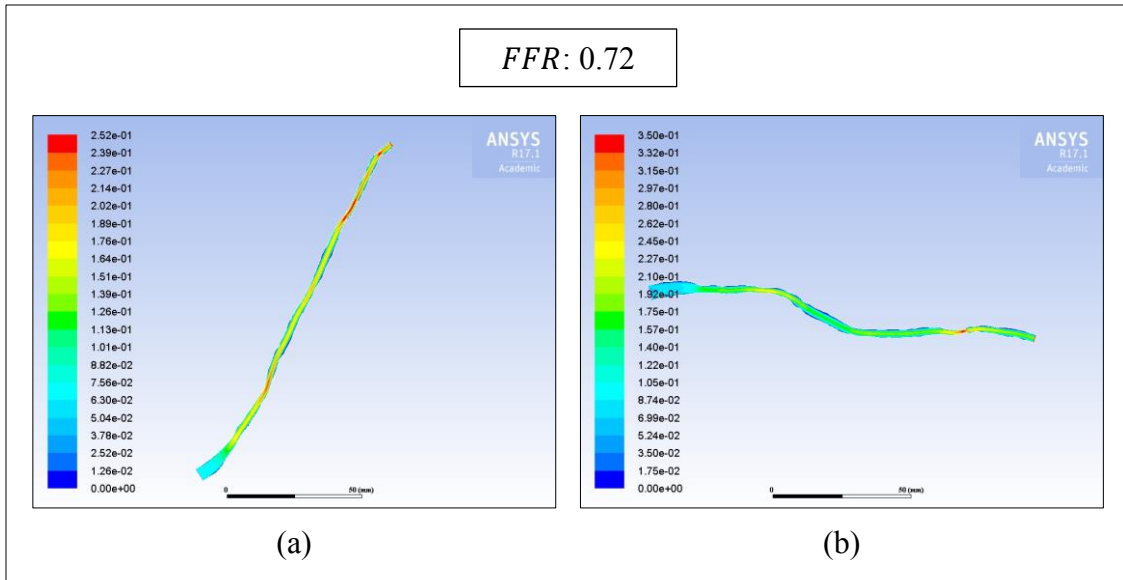 FFR: 0.72
2.52e-01
2.39e-01
2.27e-01
2.14e-01
2.02e-01
1.89e-01
1.76e-01
1.64e-01
1.51e-01
1.39e-01
1.26e-01
1.13e-01
1.01e-01
8.82e-02
7.56e-02
6.30e-02
5.04e-02
3.78e-02
2.52e-02
1.26e-02
0.00e+00
ANSYS
R17.1
Academic
0 50 (mm)
(a)
3.50e-01
3.32e-01
3.15e-01
2.97e-01
2.80e-01
2.62e-01
2.45e-01
2.27e-01
2.10e-01
1.92e-01
1.75e-01
1.57e-01
1.40e-01
1.22e-01
1.05e-01
8.74e-02
6.99e-02
5.24e-02
3.50e-02
1.75e-02
0.00e+00
ANSYS
R17.1
Academic
0 50 (mm)
(b)